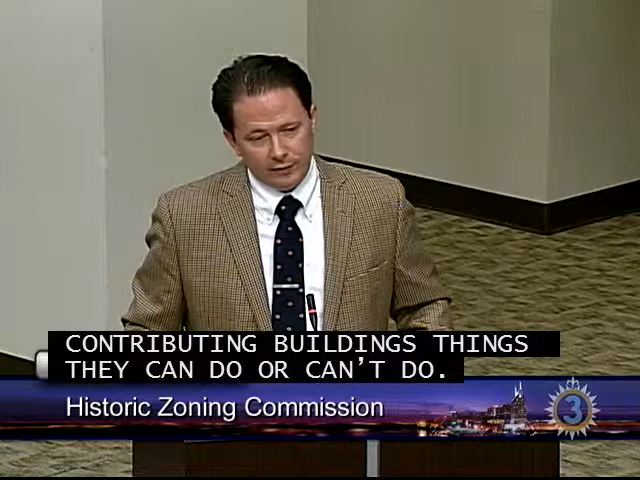 CONTRIBUTING BUILDINGS THINGS
THEY CAN DO OR CAN'T DO.
Historic Zoning Commission
3